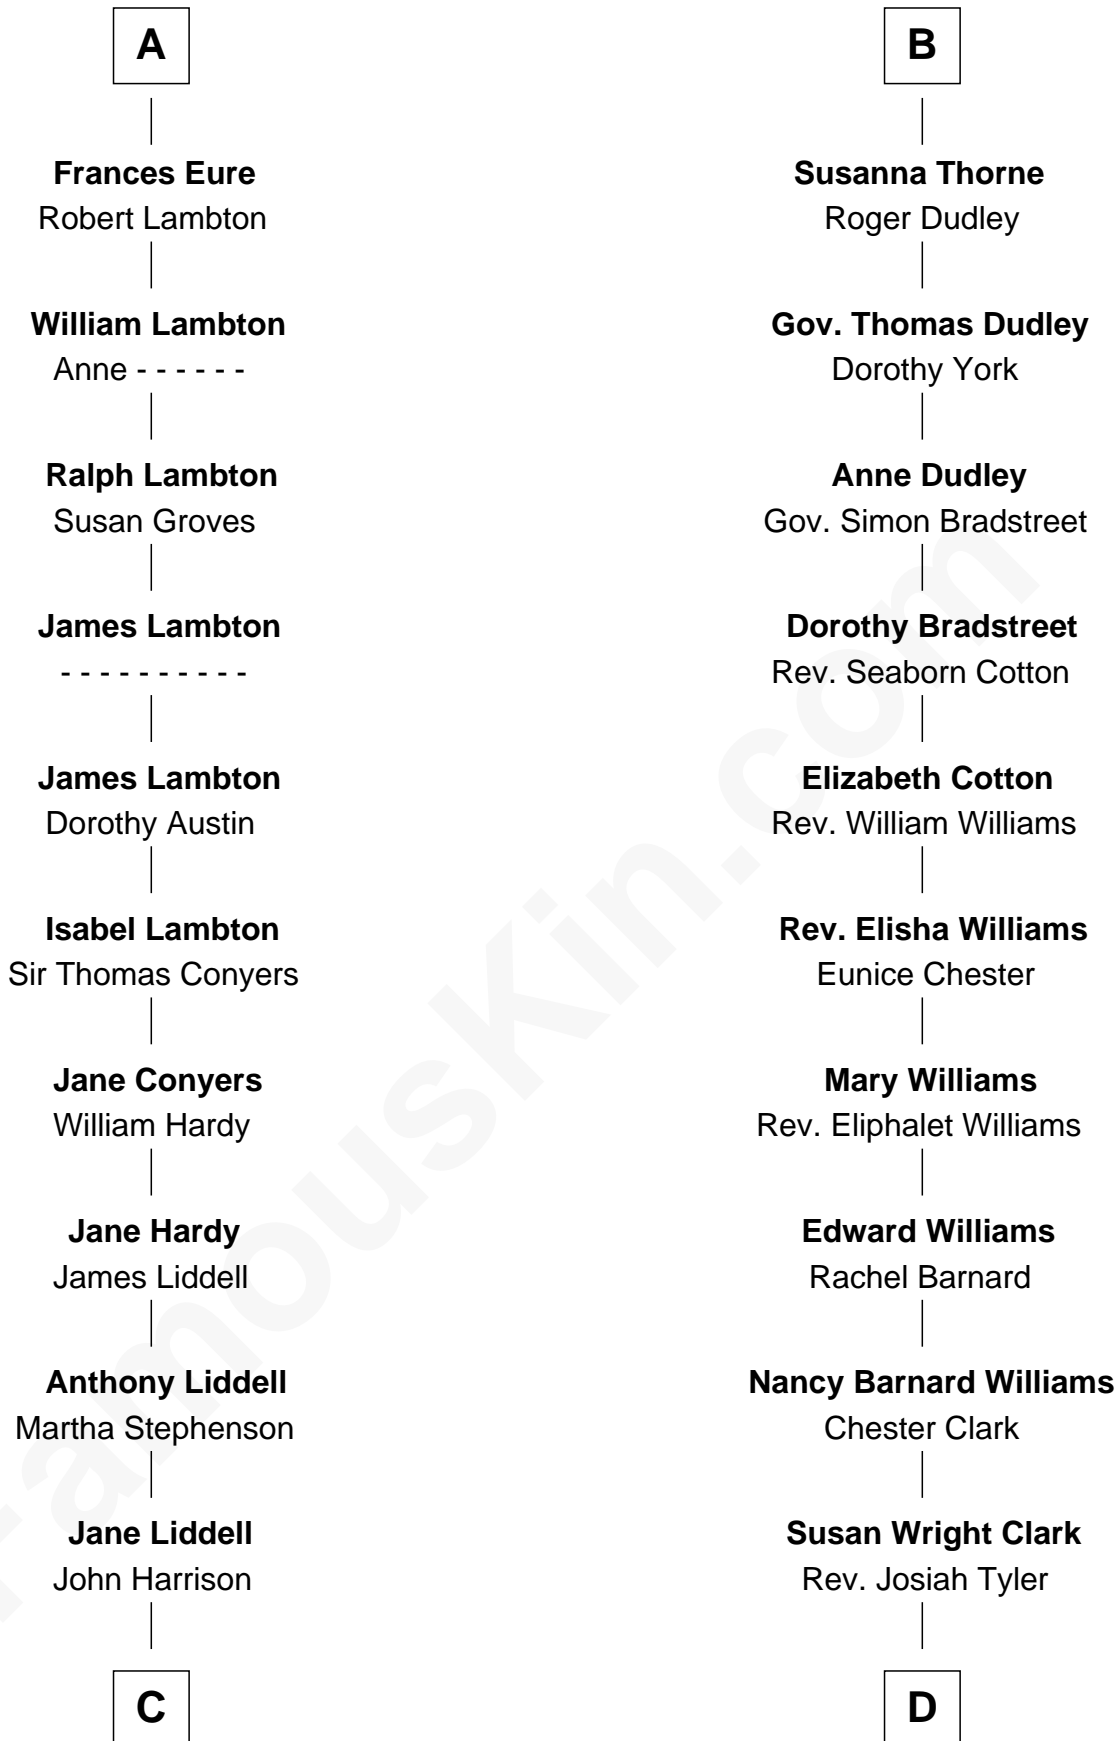 A
Frances Eure
Robert Lambton
William Lambton
Anne - - - - - -
Ralph Lambton
Susan Groves
James Lambton
- - - - - - - - - -
James Lambton
Dorothy Austin
Isabel Lambton
Sir Thomas Conyers
Jane Conyers
William Hardy
Jane Hardy
James Liddell
Anthony Liddell
Martha Stephenson
Jane Liddell
John Harrison
C
B
Susanna Thorne
Roger Dudley
Gov. Thomas Dudley
Dorothy York
Anne Dudley
Gov. Simon Bradstreet
Dorothy Bradstreet
Rev. Seaborn Cotton
Elizabeth Cotton
Rev. William Williams
Rev. Elisha Williams
Eunice Chester
Mary Williams
Rev. Eliphalet Williams
Edward Williams
Rachel Barnard
Nancy Barnard Williams
Chester Clark
Susan Wright Clark
Rev. Josiah Tyler
D
FamousKin.com